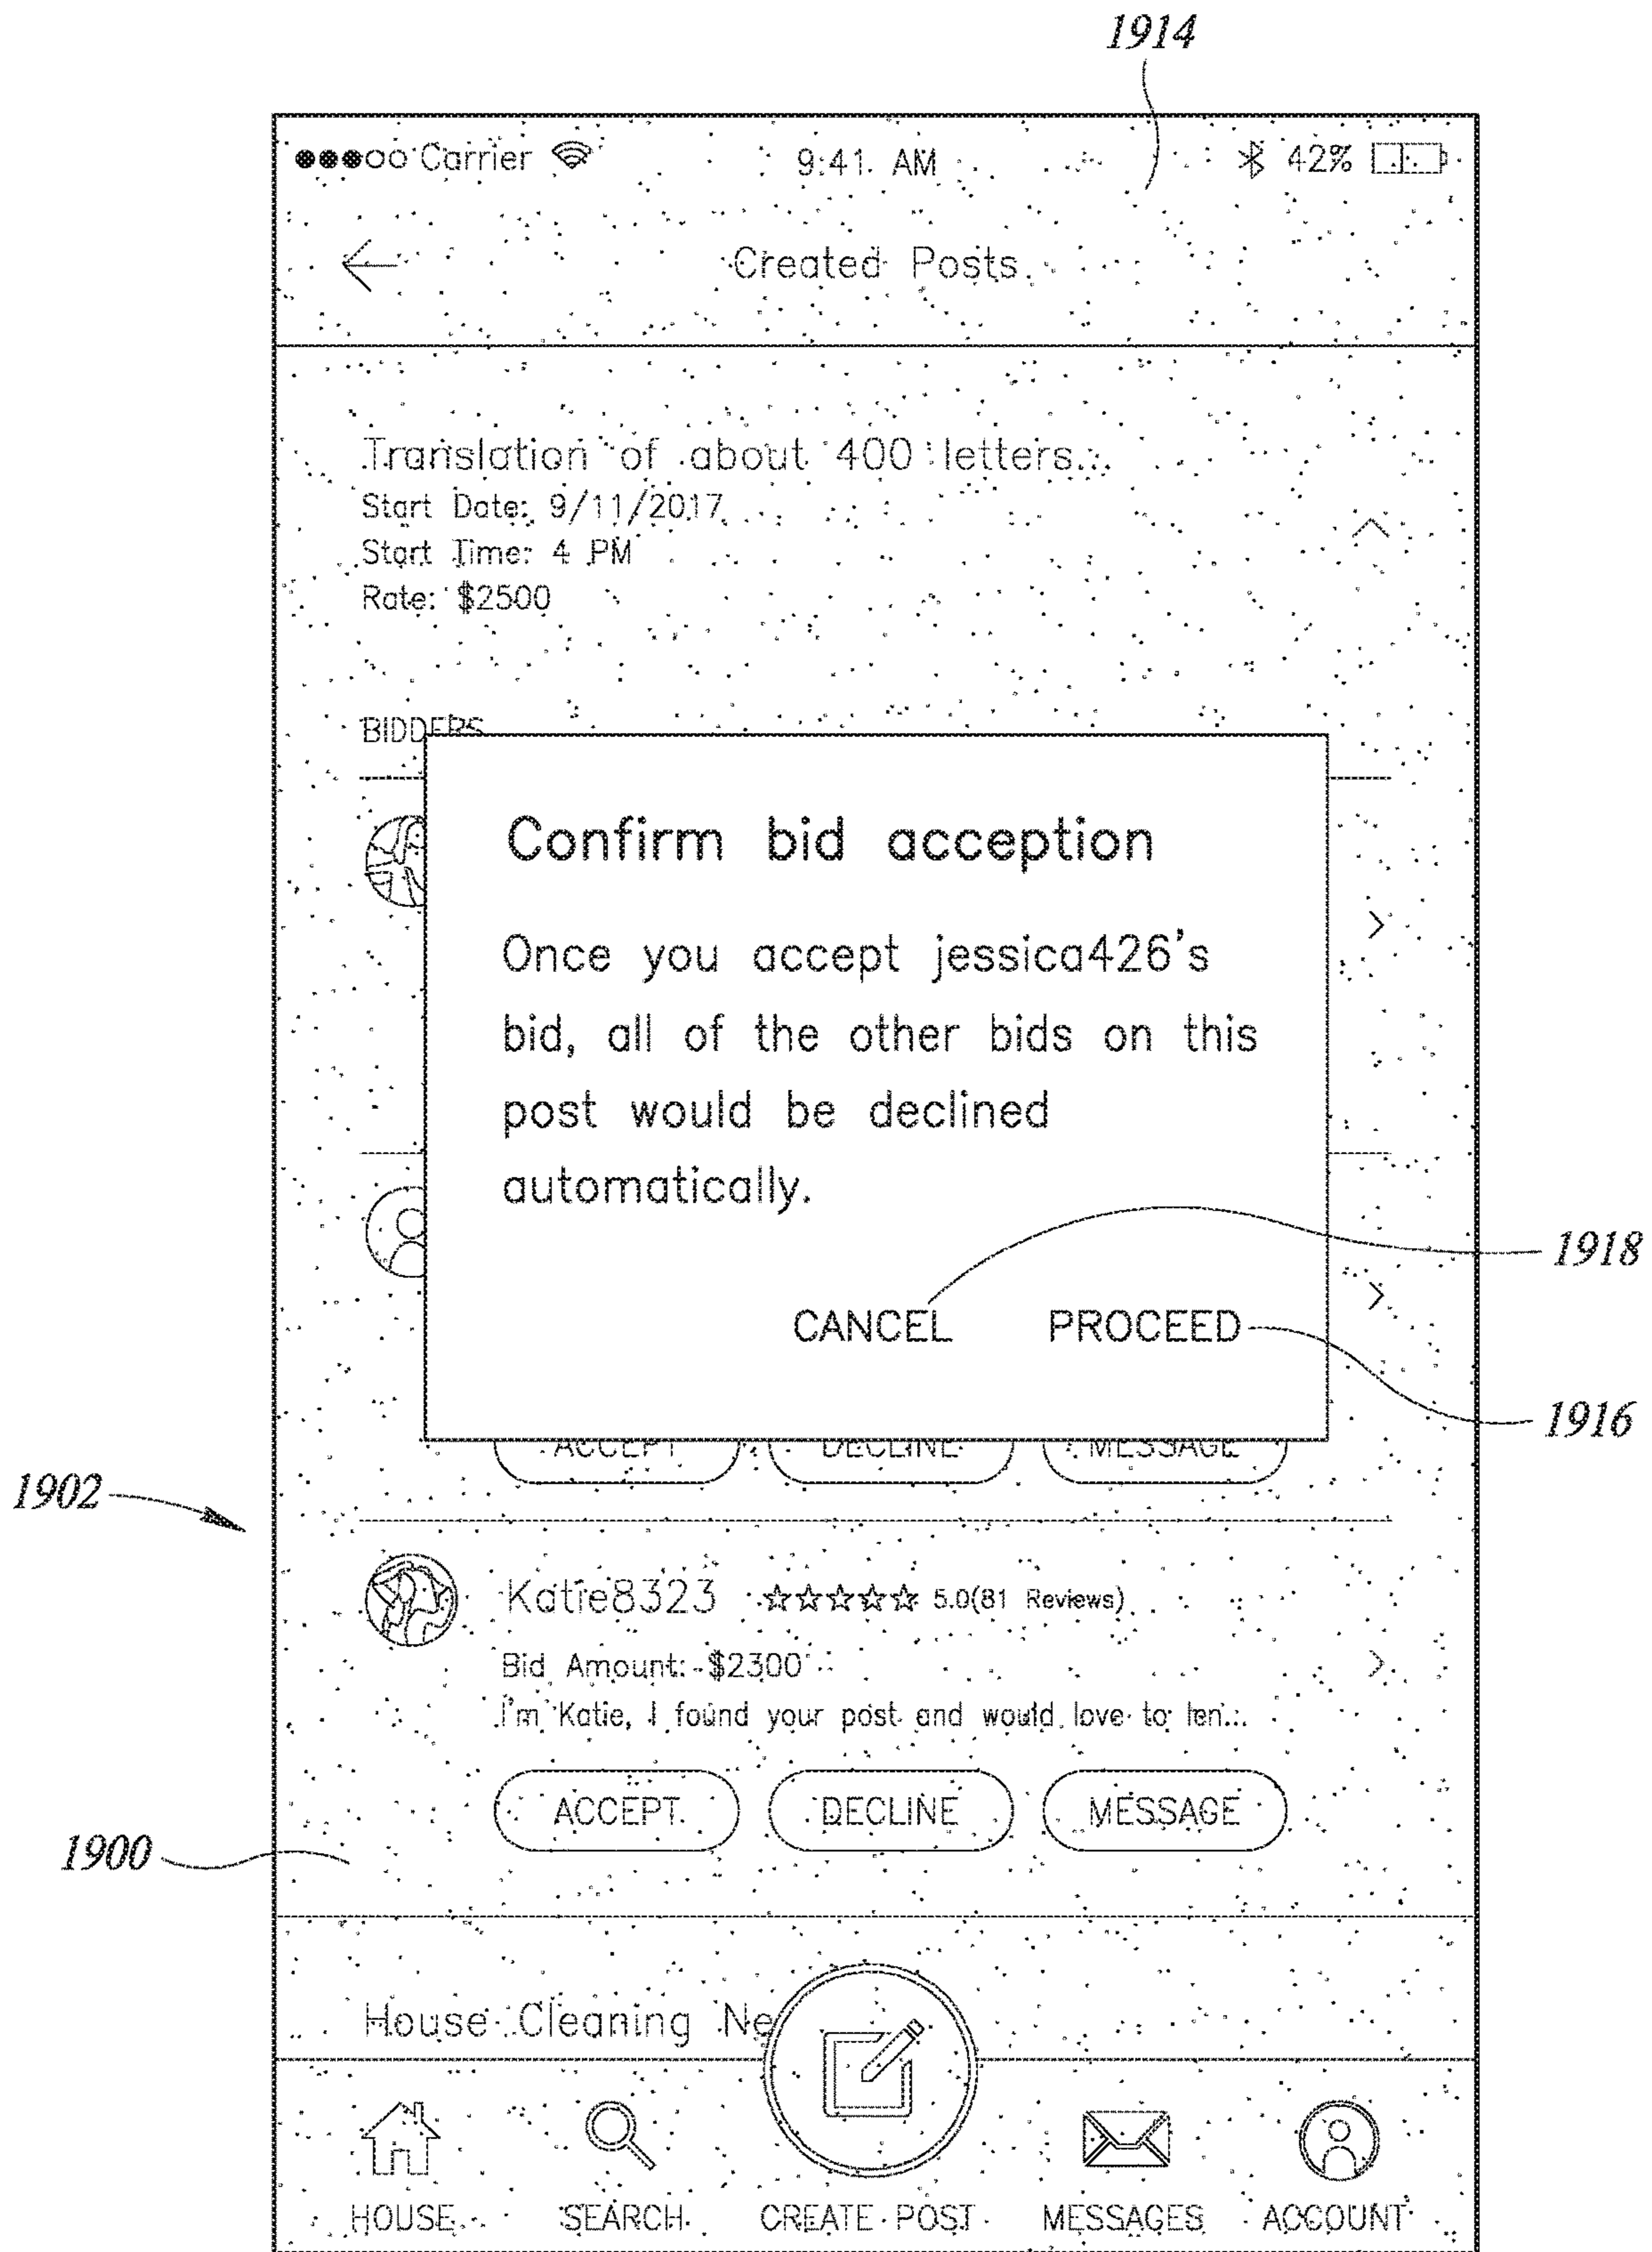 1914
Carrier 9:41 AM 42%
Created Posts
Translation of about 400 letters...
Start Date: 9/11/2017
Start Time: 4 PM
Rate: $2500
BIDDERS
Confirm bid acception
Once you accept jessica426's
bid, all of the other bids on this
post would be declined
automatically.
1918
CANCEL PROCEED
1916
ACCEPT DECLINE MESSAGE
1902
Katie8323 5.0(81 Reviews)
Bid Amount: $2300
I'm Katie, I found your post and would love to len...
ACCEPT DECLINE MESSAGE
1900
House Cleaning Ne
HOUSE SEARCH CREATE POST MESSAGES ACCOUNT